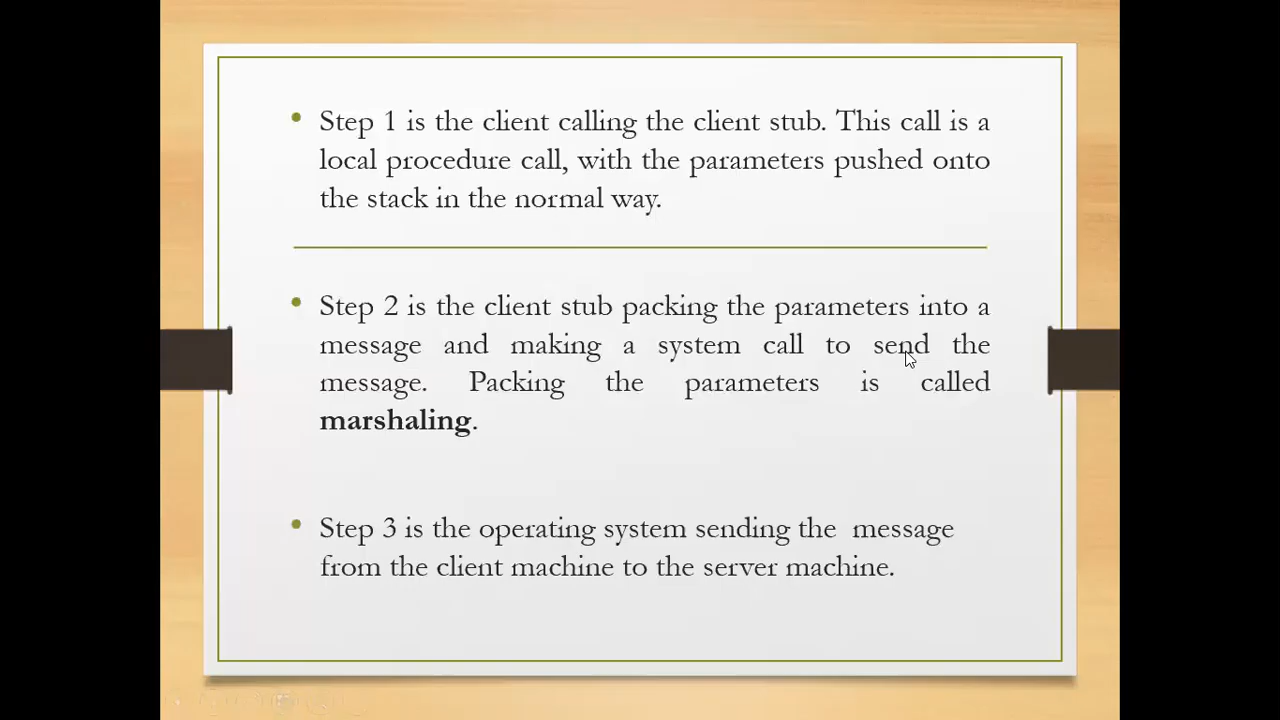 • Step 1 is the client calling the client stub. This call is a
local procedure call, with the parameters pushed onto
the stack in the normal way.
• Step 2 is the client stub packing the parameters into a
message and making a system call to send the
message. Packing the parameters is called
marshaling.
• Step 3 is the operating system sending the message
from the client machine to the server machine.